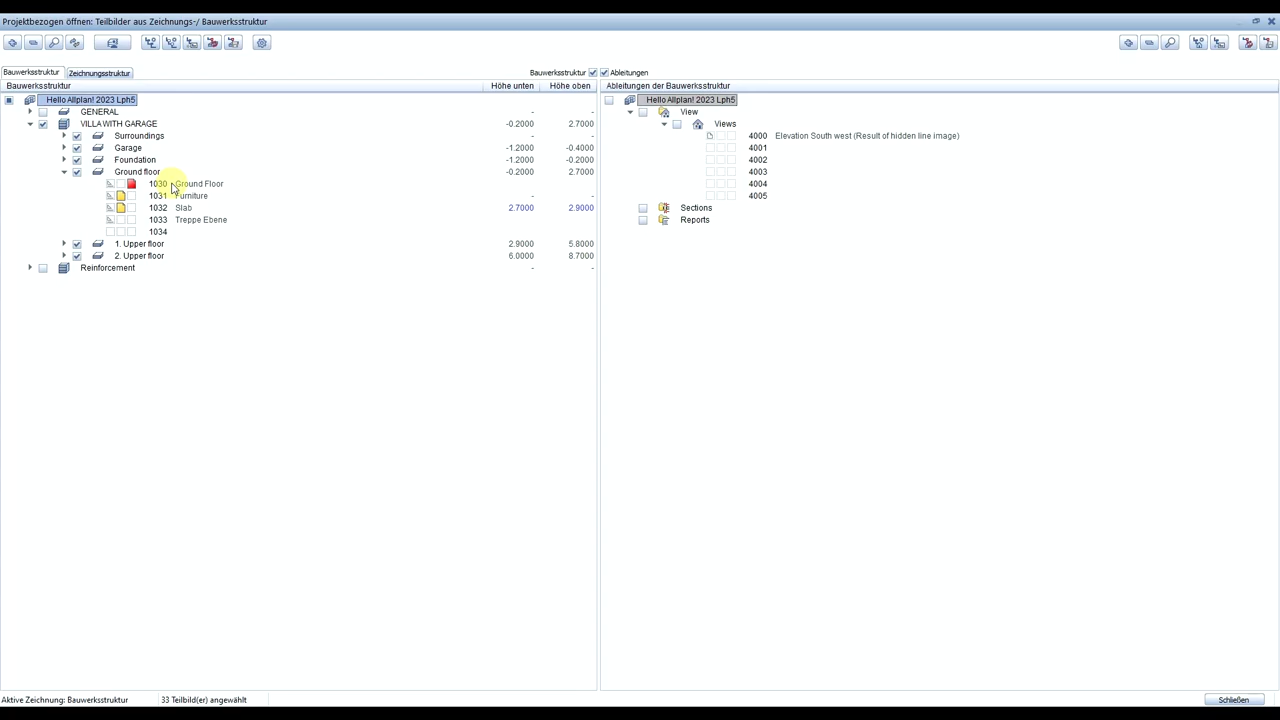 Projektbezogen öffnen: Teilbilder aus Zeichnungs-/ Bauwerksstruktur
Bauwerksstruktur Zeichnungsstruktur Bauwerksstruktur Ableitungen
Bauwerksstruktur Höhe unten Höhe oben
Hello Allplan! 2023 Lph5
GENERAL - -
VILLA WITH GARAGE -0.2000 2.7000
Surroundings - -
Garage -1.2000 -0.4000
Foundation -1.2000 -0.2000
Ground floor -0.2000 2.7000
1030 Ground Floor
1031 Furniture - -
1032 Slab 2.7000 2.9000
1033 Treppe Ebene
1034
1. Upper floor 2.9000 5.8000
2. Upper floor 6.0000 8.7000
Reinforcement - -
Ableitungen der Bauwerksstruktur
Hello Allplan! 2023 Lph5
View
Views
4000 Elevation South west (Result of hidden line image)
4001
4002
4003
4004
4005
Sections
Reports
Aktive Zeichnung: Bauwerksstruktur 33 Teilbild(er) angewählt Schließen